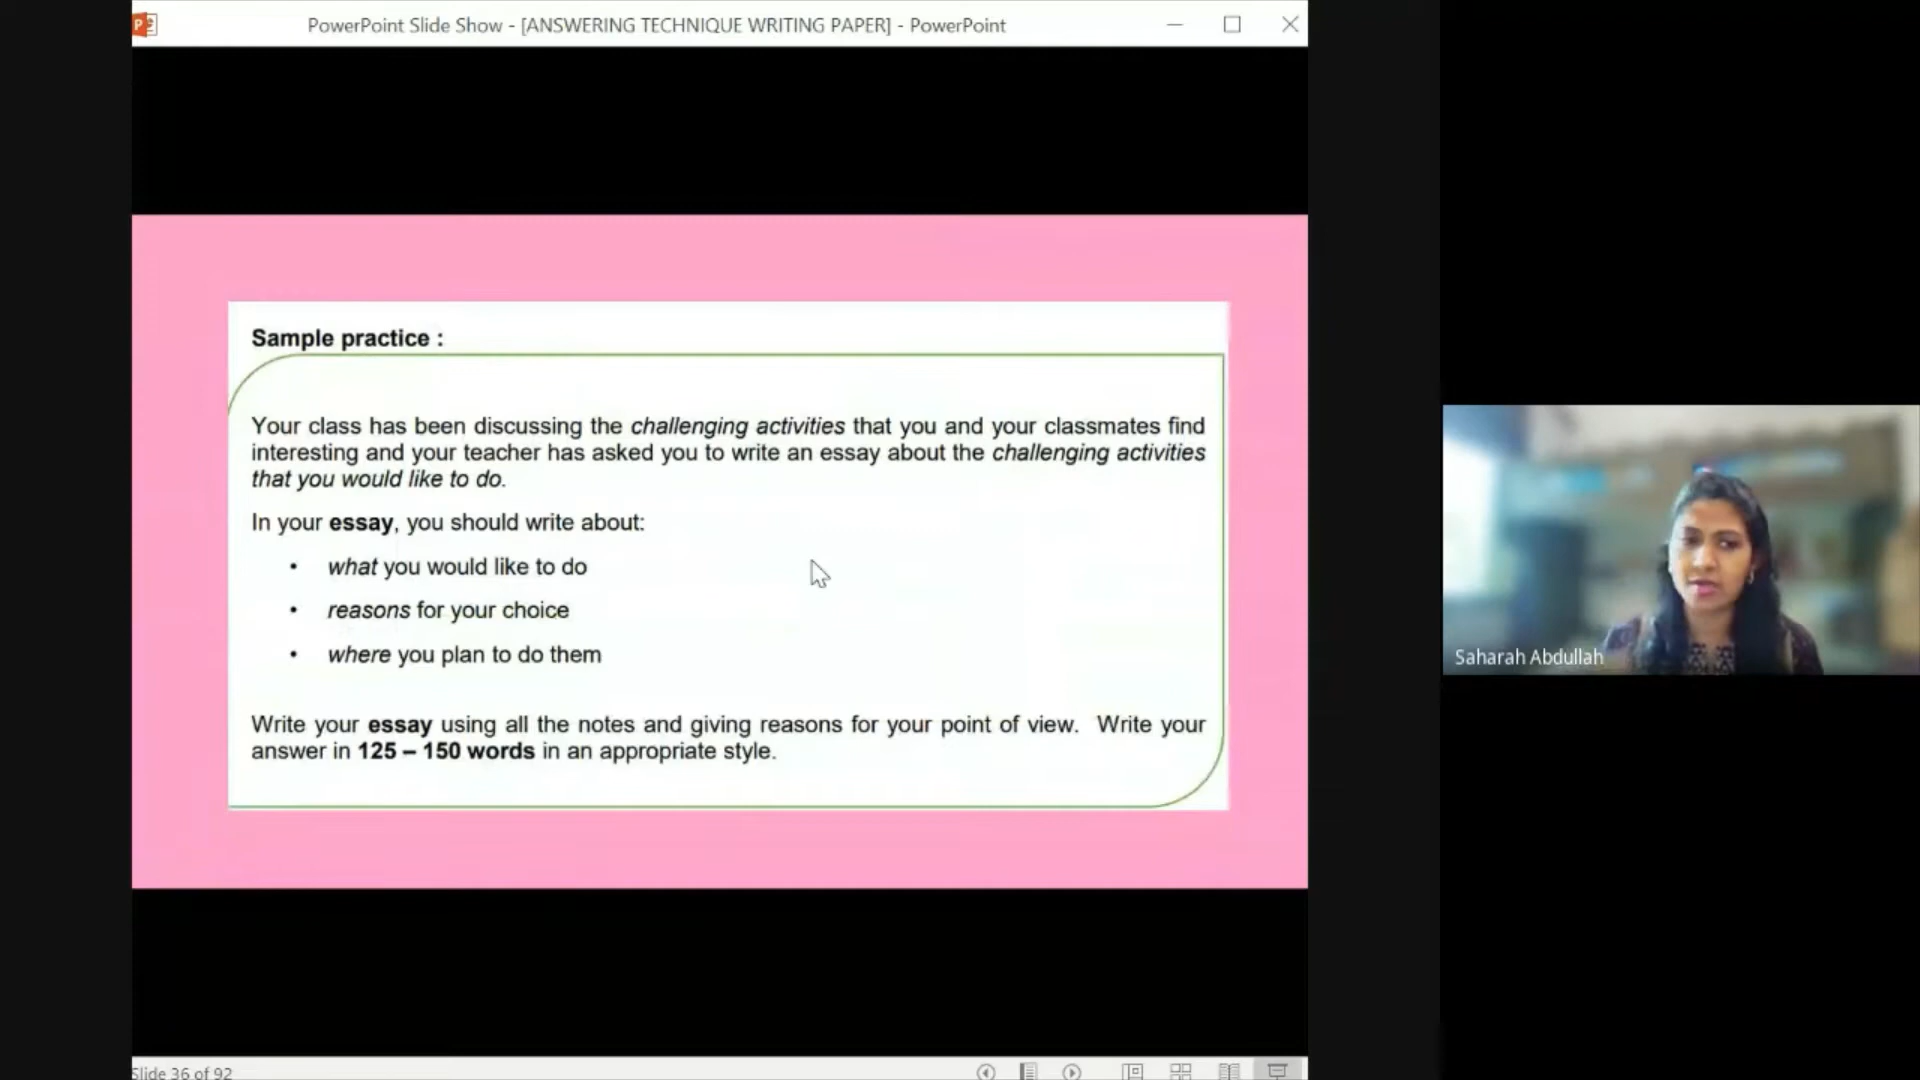 PowerPoint Slide Show - [ANSWERING TECHNIQUE WRITING PAPER] - PowerPoint
Sample practice :
Your class has been discussing the challenging activities that you and your classmates find
interesting and your teacher has asked you to write an essay about the challenging activities
that you would like to do.
In your essay, you should write about:
• what you would like to do
• reasons for your choice
• where you plan to do them
Write your essay using all the notes and giving reasons for your point of view. Write your
answer in 125 – 150 words in an appropriate style.
Saharah Abdullah
Slide 36 of 92